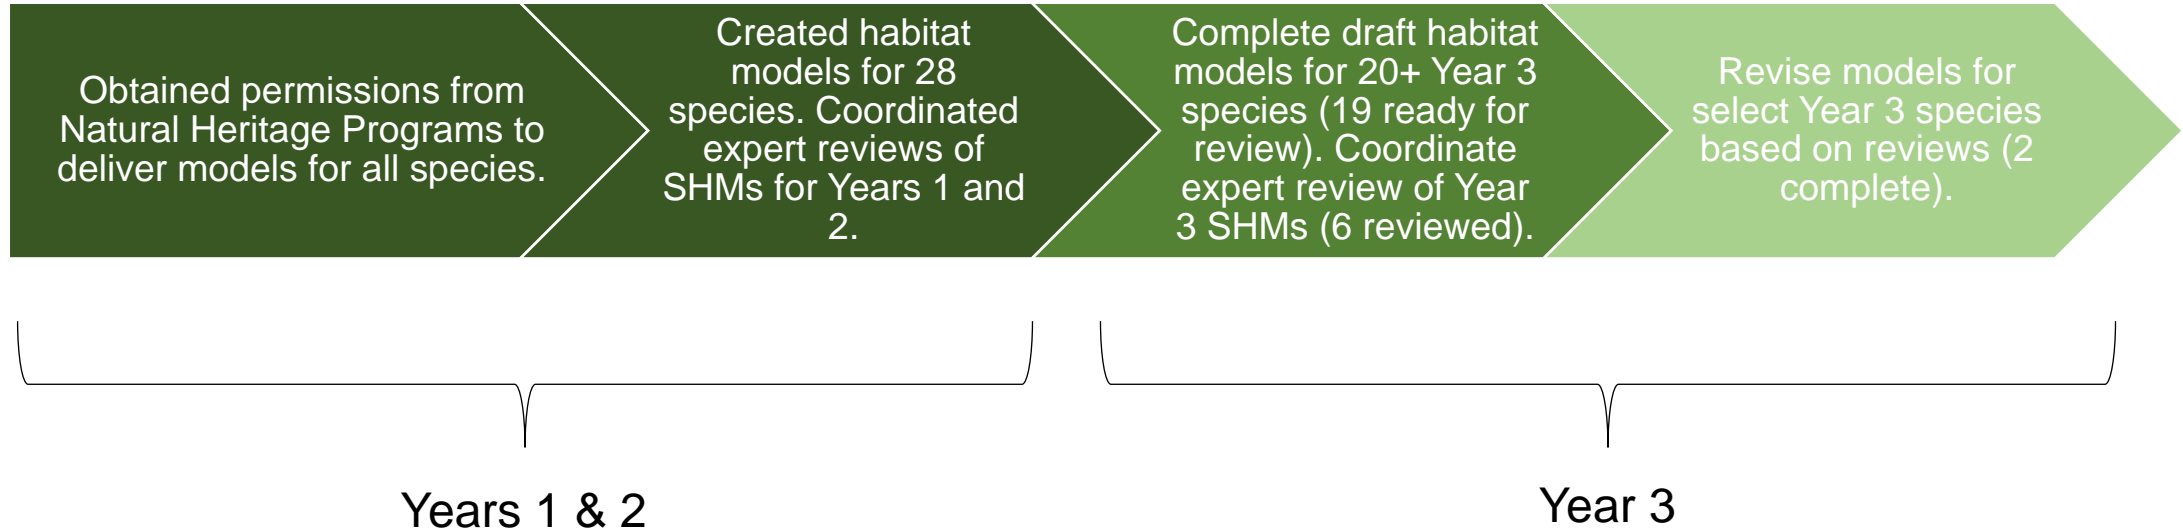 Obtained permissions from
Natural Heritage Programs to
deliver models for all species.
Created habitat
models for 28
species. Coordinated
expert reviews of
SHMs for Years 1 and
2.
Complete draft habitat
models for 20+ Year 3
species (19 ready for
review). Coordinate
expert review of Year
3 SHMs (6 reviewed).
Revise models for
select Year 3 species
based on reviews (2
complete).
Years 1 & 2
Year 3